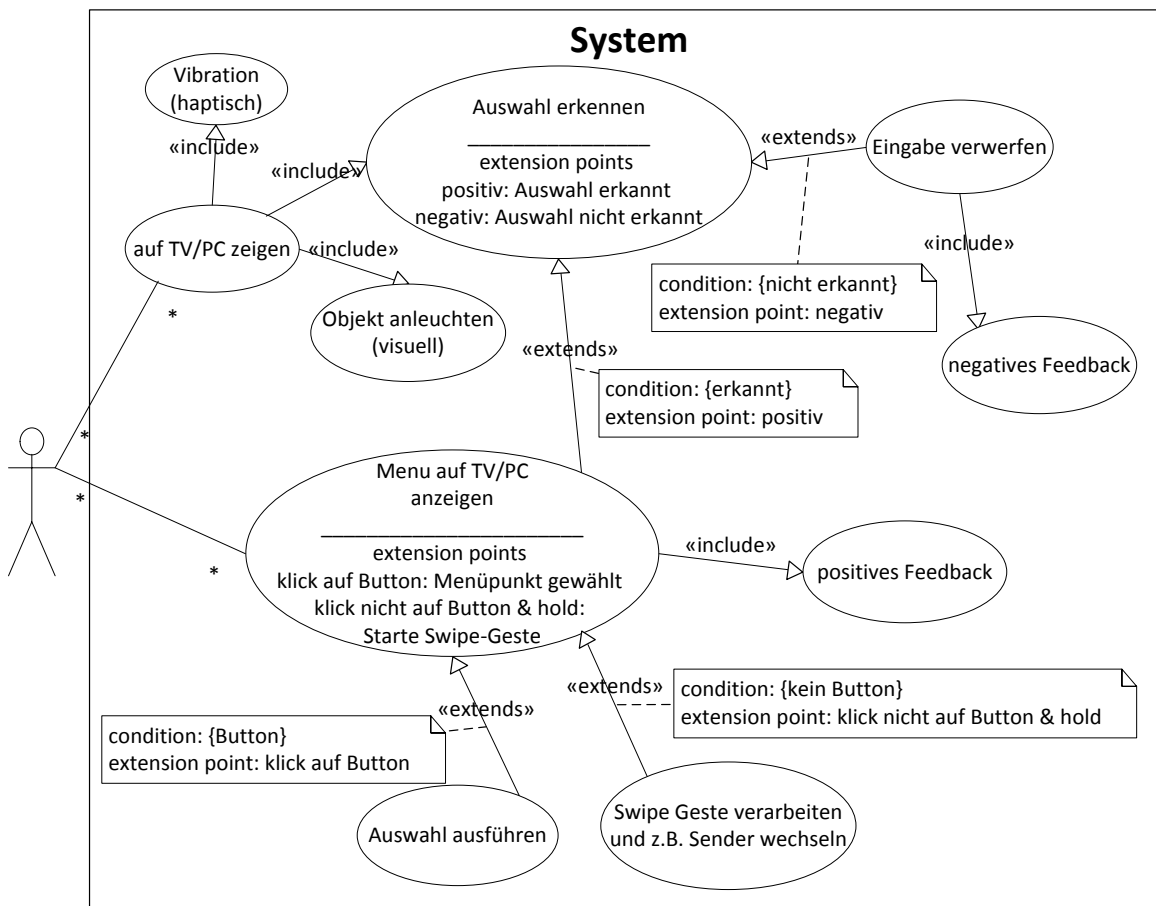 System
Vibration
(haptisch)
«include»
Auswahl erkennen
________________
extension points
positiv: Auswahl erkannt
negativ: Auswahl nicht erkannt
«include»
«extends»
Eingabe verwerfen
auf TV/PC zeigen
«include»
«include»
condition: {nicht erkannt}
extension point: negativ
*
Objekt anleuchten
(visuell)
«extends»
negatives Feedback
condition: {erkannt}
extension point: positiv
*
*
Menu auf TV/PC
anzeigen
________________________
extension points
klick auf Button: Menüpunkt gewählt
klick nicht auf Button & hold:
Starte Swipe-Geste
*
«include»
positives Feedback
«extends»
condition: {kein Button}
extension point: klick nicht auf Button & hold
«extends»
condition: {Button}
extension point: klick auf Button
Auswahl ausführen
Swipe Geste verarbeiten
und z.B. Sender wechseln